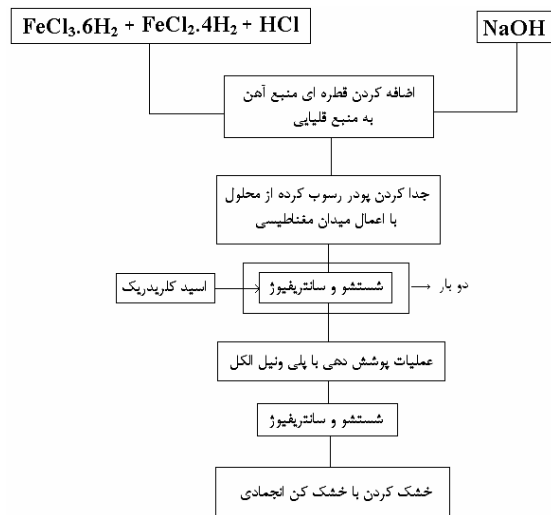 FeCl3.6H2 + FeCl2.4H2 + HCl
NaOH
اضافه کردن قطره ای منبع آهن
به منبع قلیایی
جدا کردن پودر رسوب کرده از محلول
با اعمال میدان مغناطیسی
دو بار
شستشو و سانتریفیوژ
اسید کلریدریک
عملیات پوشش دهی با پلی ونیل الکل
شستشو و سانتریفیوژ
خشک کردن با خشک کن انجمادی